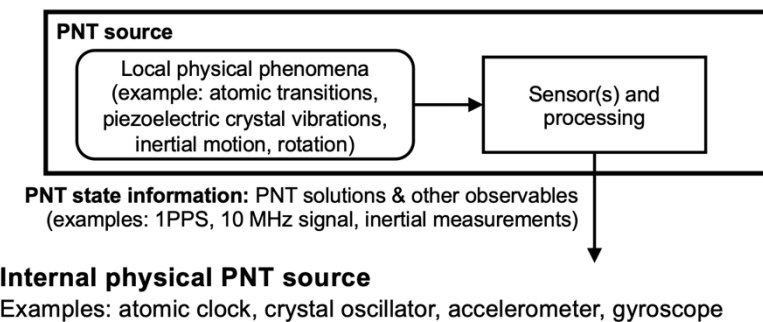 PNT source
Local physical phenomena
(example: atomic transitions,
piezoelectric crystal vibrations,
inertial motion, rotation)
Sensor(s) and
processing
PNT state information: PNT solutions & other observables
(examples: 1PPS, 10 MHz signal, inertial measurements)
Internal physical PNT source
Examples: atomic clock, crystal oscillator, accelerometer, gyroscope